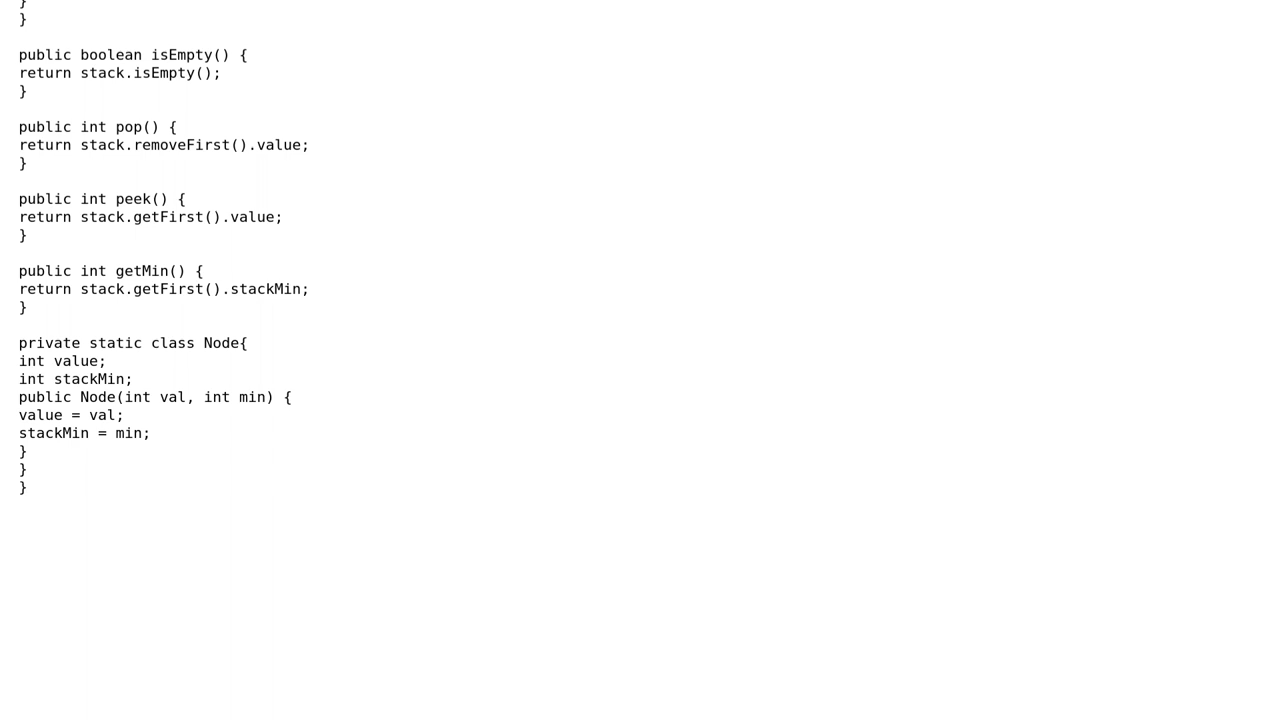 }
}
public boolean isEmpty() {
return stack.isEmpty();
}
public int pop() {
return stack.removeFirst().value;
}
public int peek() {
return stack.getFirst().value;
}
public int getMin() {
return stack.getFirst().stackMin;
}
private static class Node{
int value;
int stackMin;
public Node(int val, int min) {
value = val;
stackMin = min;
}
}
}